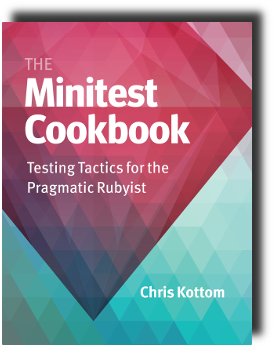 THE
Minitest
Cookbook
Testing Tactics for the
Pragmatic Rubyist
Chris Kottom